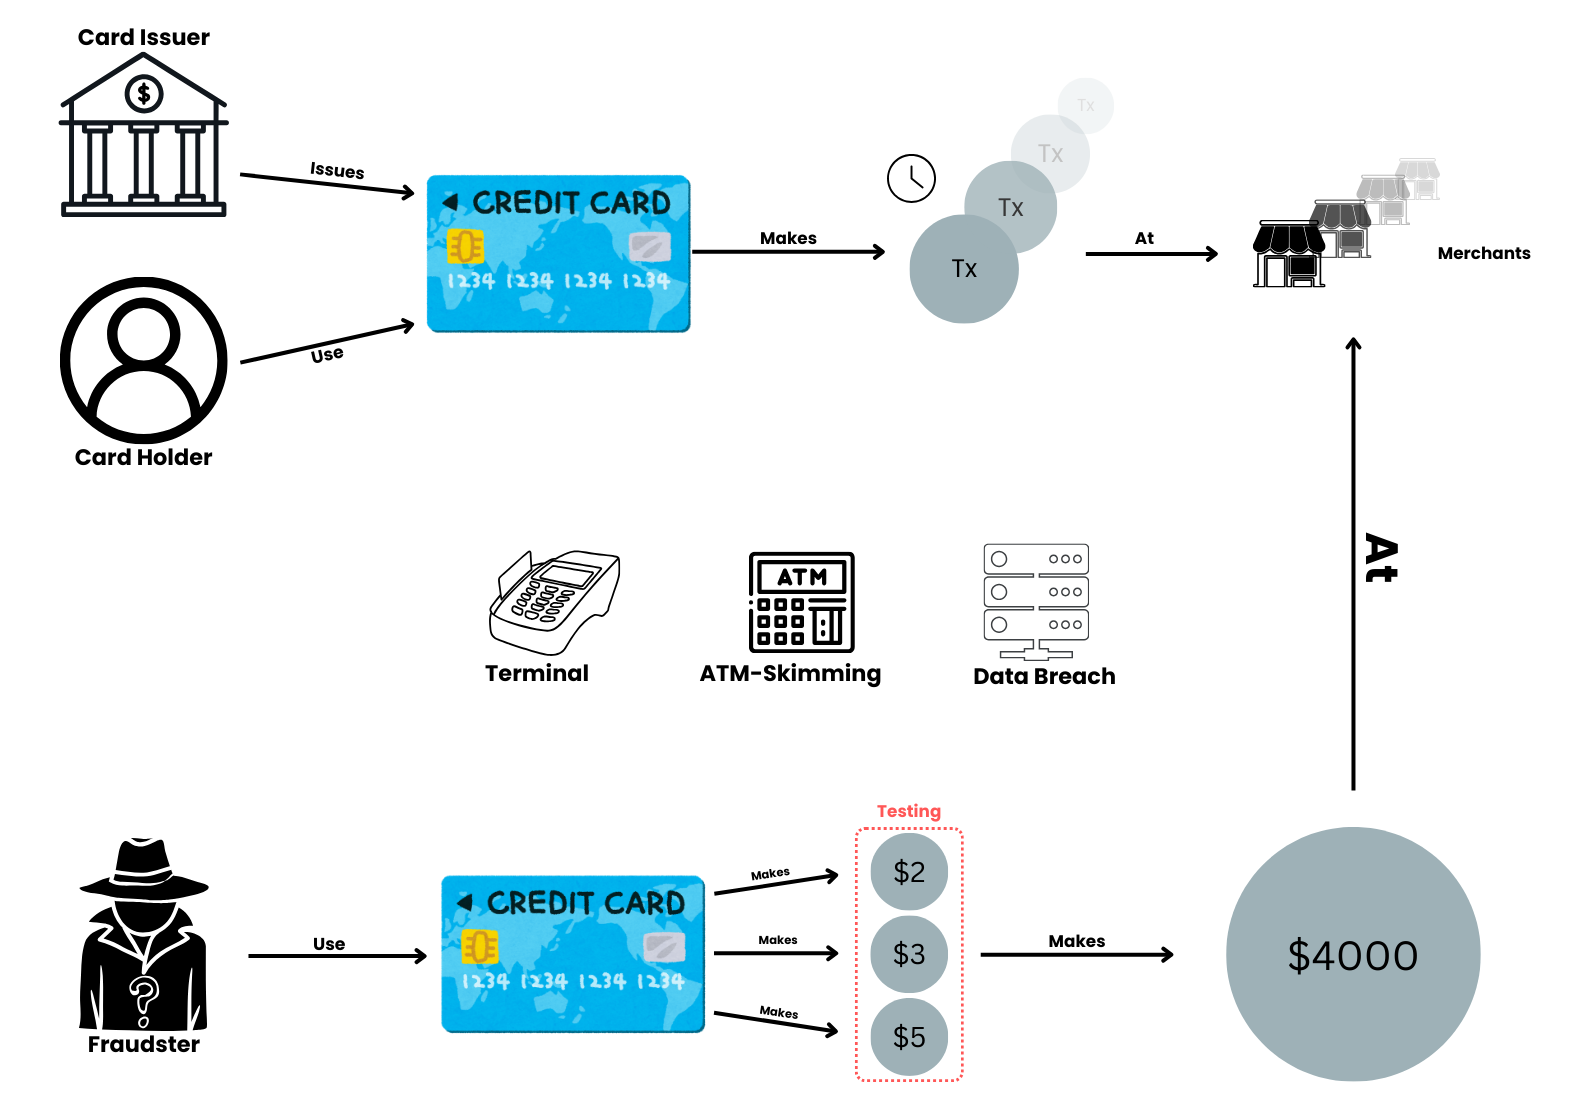 Card Issuer
$
Issues
CREDIT CARD
1234 1234 1234 1234
Use
Card Holder
Makes
Tx
Tx
Tx
Tx
At
Merchants
At
ATM
Terminal
ATM-Skimming
Data Breach
Testing
Fraudster
?
Use
CREDIT CARD
1234 1234 1234 1234
Makes
Makes
Makes
$2
$3
$5
Makes
$4000